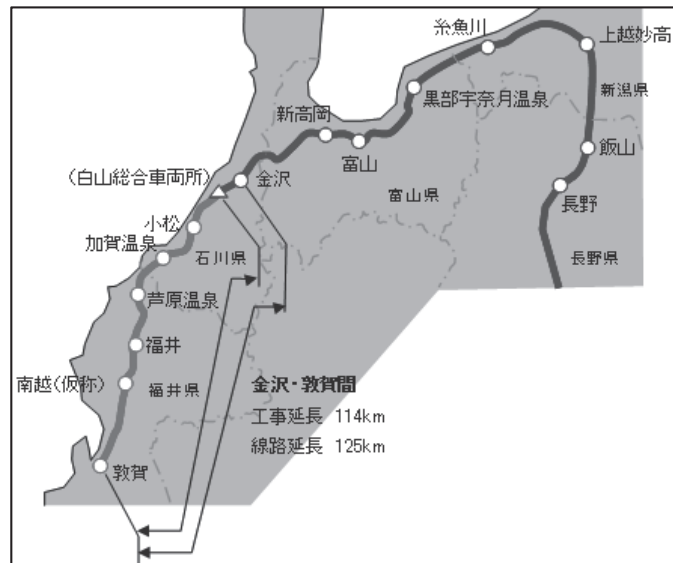 糸魚川
上越妙高
新潟県
黒部宇奈月温泉
新高岡
富山
飯山
(白山総合車両所)
金沢
富山県
長野
小松
加賀温泉
石川県
長野県
芦原温泉
福井
南越(仮称)
福井県
金沢・敦賀間
工事延長 114km
線路延長 125km
敦賀